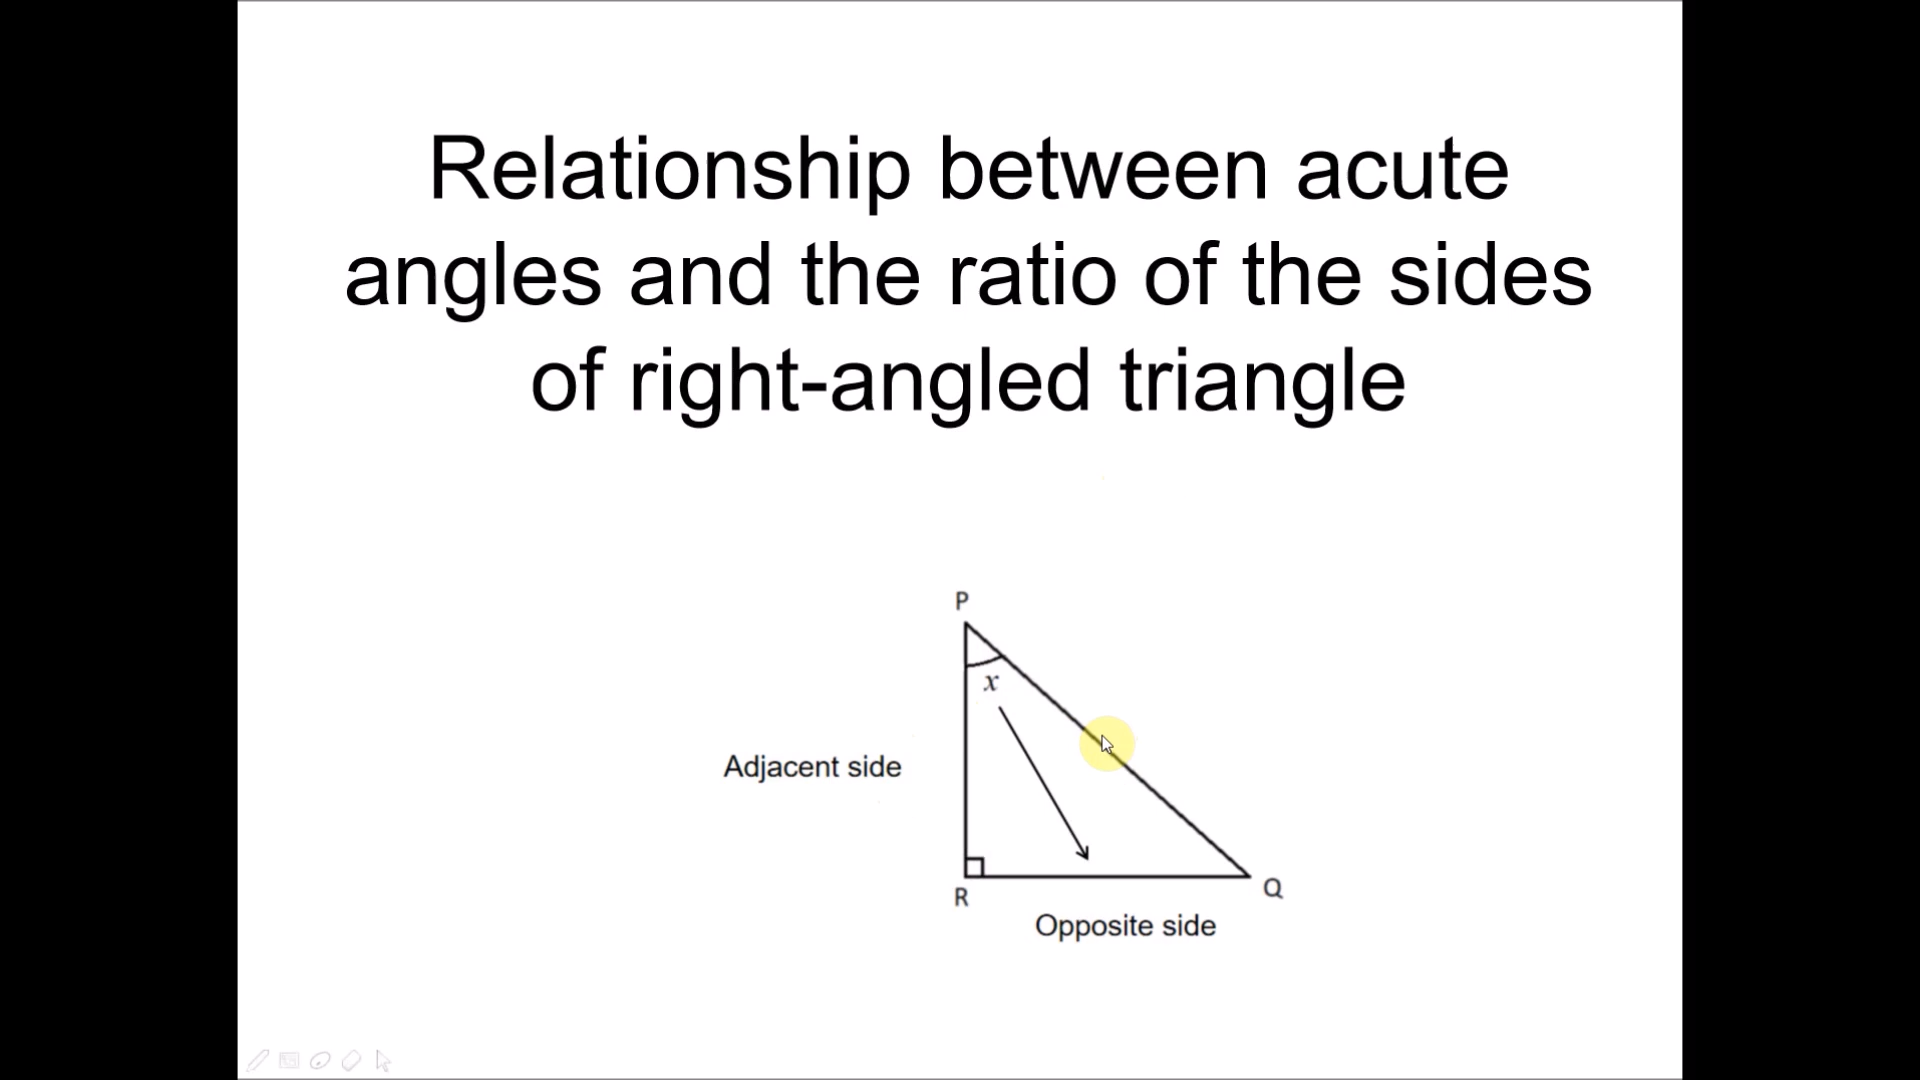 Relationship between acute
angles and the ratio of the sides
of right-angled triangle
P
x
Adjacent side
R
Q
Opposite side